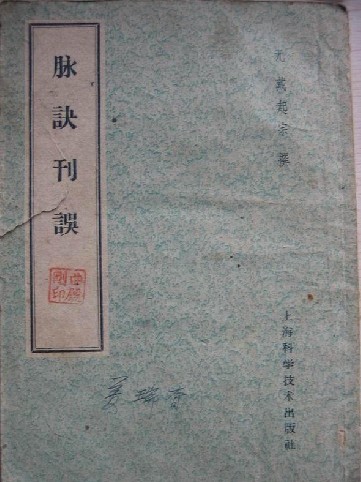 脉訣刊誤
元 戴起宗 撰
上海科学技术出版社